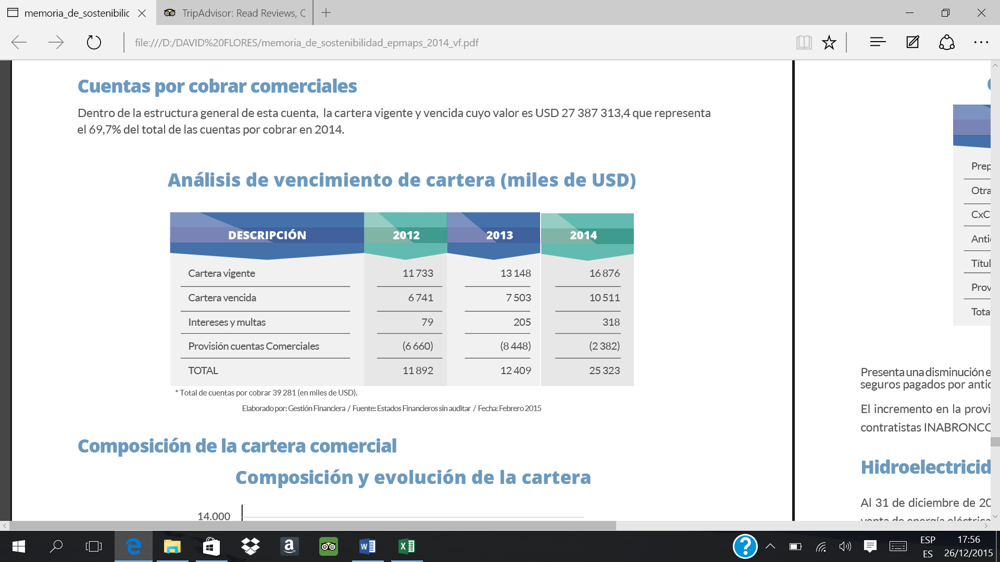 memoria_de_sostenibilic
TripAdvisor: Read Reviews, C
file:///D:/DAVID%20FLORES/memoria_de_sostenibilidad_epmaps_2014_vf.pdf
Cuentas por cobrar comerciales
Dentro de la estructura general de esta cuenta, la cartera vigente y vencida cuyo valor es USD 27 387 313,4 que representa
el 69,7% del total de las cuentas por cobrar en 2014.
Análisis de vencimiento de cartera (miles de USD)
DESCRIPCIÓN 2012 2013 2014
Cartera vigente 11 733 13 148 16 876
Cartera vencida 6 741 7 503 10 511
Intereses y multas 79 205 318
Provisión cuentas Comerciales (6 660) (8 448) (2 382)
TOTAL 11 892 12 409 25 323
* Total de cuentas por cobrar 39 281 (en miles de USD).
Elaborado por: Gestión Financiera / Fuente: Estados Financieros sin auditar / Fecha: Febrero 2015
Composición de la cartera comercial
Composición y evolución de la cartera
14.000
Prep
Otra
CxC
Antic
Títul
Prov
Tota
Presenta una disminución e
seguros pagados por antic
El incremento en la provi
contratistas INABRONCO
Hidroelectricid
Al 31 de diciembre de 20
venta de energía eléctrica
ESP
ES
17:56
26/12/2015